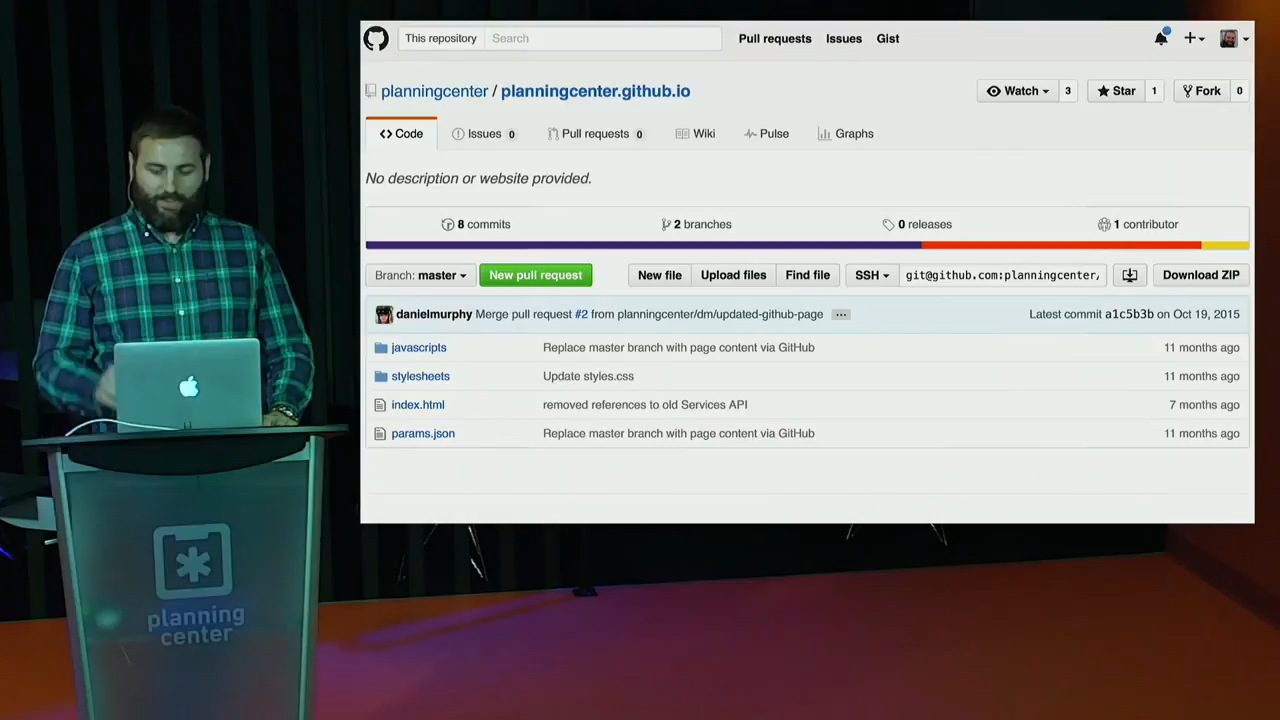 This repository Search Pull requests Issues Gist
planningcenter / planningcenter.github.io Watch 3 Star 1 Fork 0
Code Issues 0 Pull requests 0 Wiki Pulse Graphs
No description or website provided.
8 commits 2 branches 0 releases 1 contributor
Branch: master New pull request New file Upload files Find file SSH git@github.com:planningcenter/ Download ZIP
danielmurphy Merge pull request #2 from planningcenter/dm/updated-github-page ... Latest commit a1c5b3b on Oct 19, 2015
javascripts Replace master branch with page content via GitHub 11 months ago
stylesheets Update styles.css 11 months ago
index.html removed references to old Services API 7 months ago
params.json Replace master branch with page content via GitHub 11 months ago
planning
center